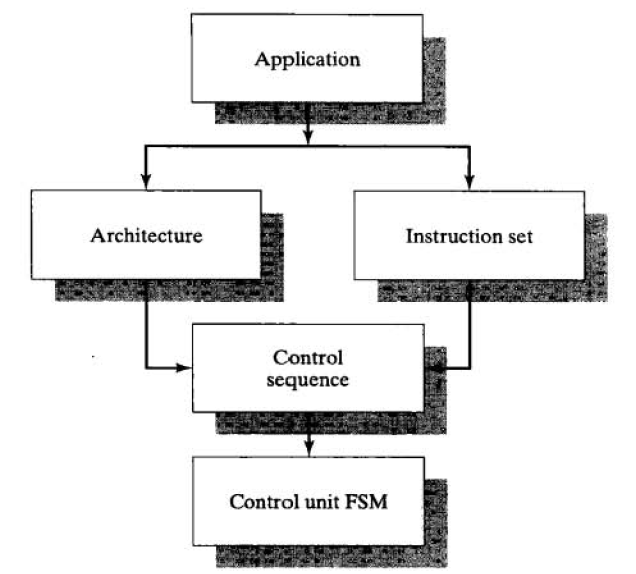 Application
Architecture
Instruction set
Control
sequence
Control unit FSM